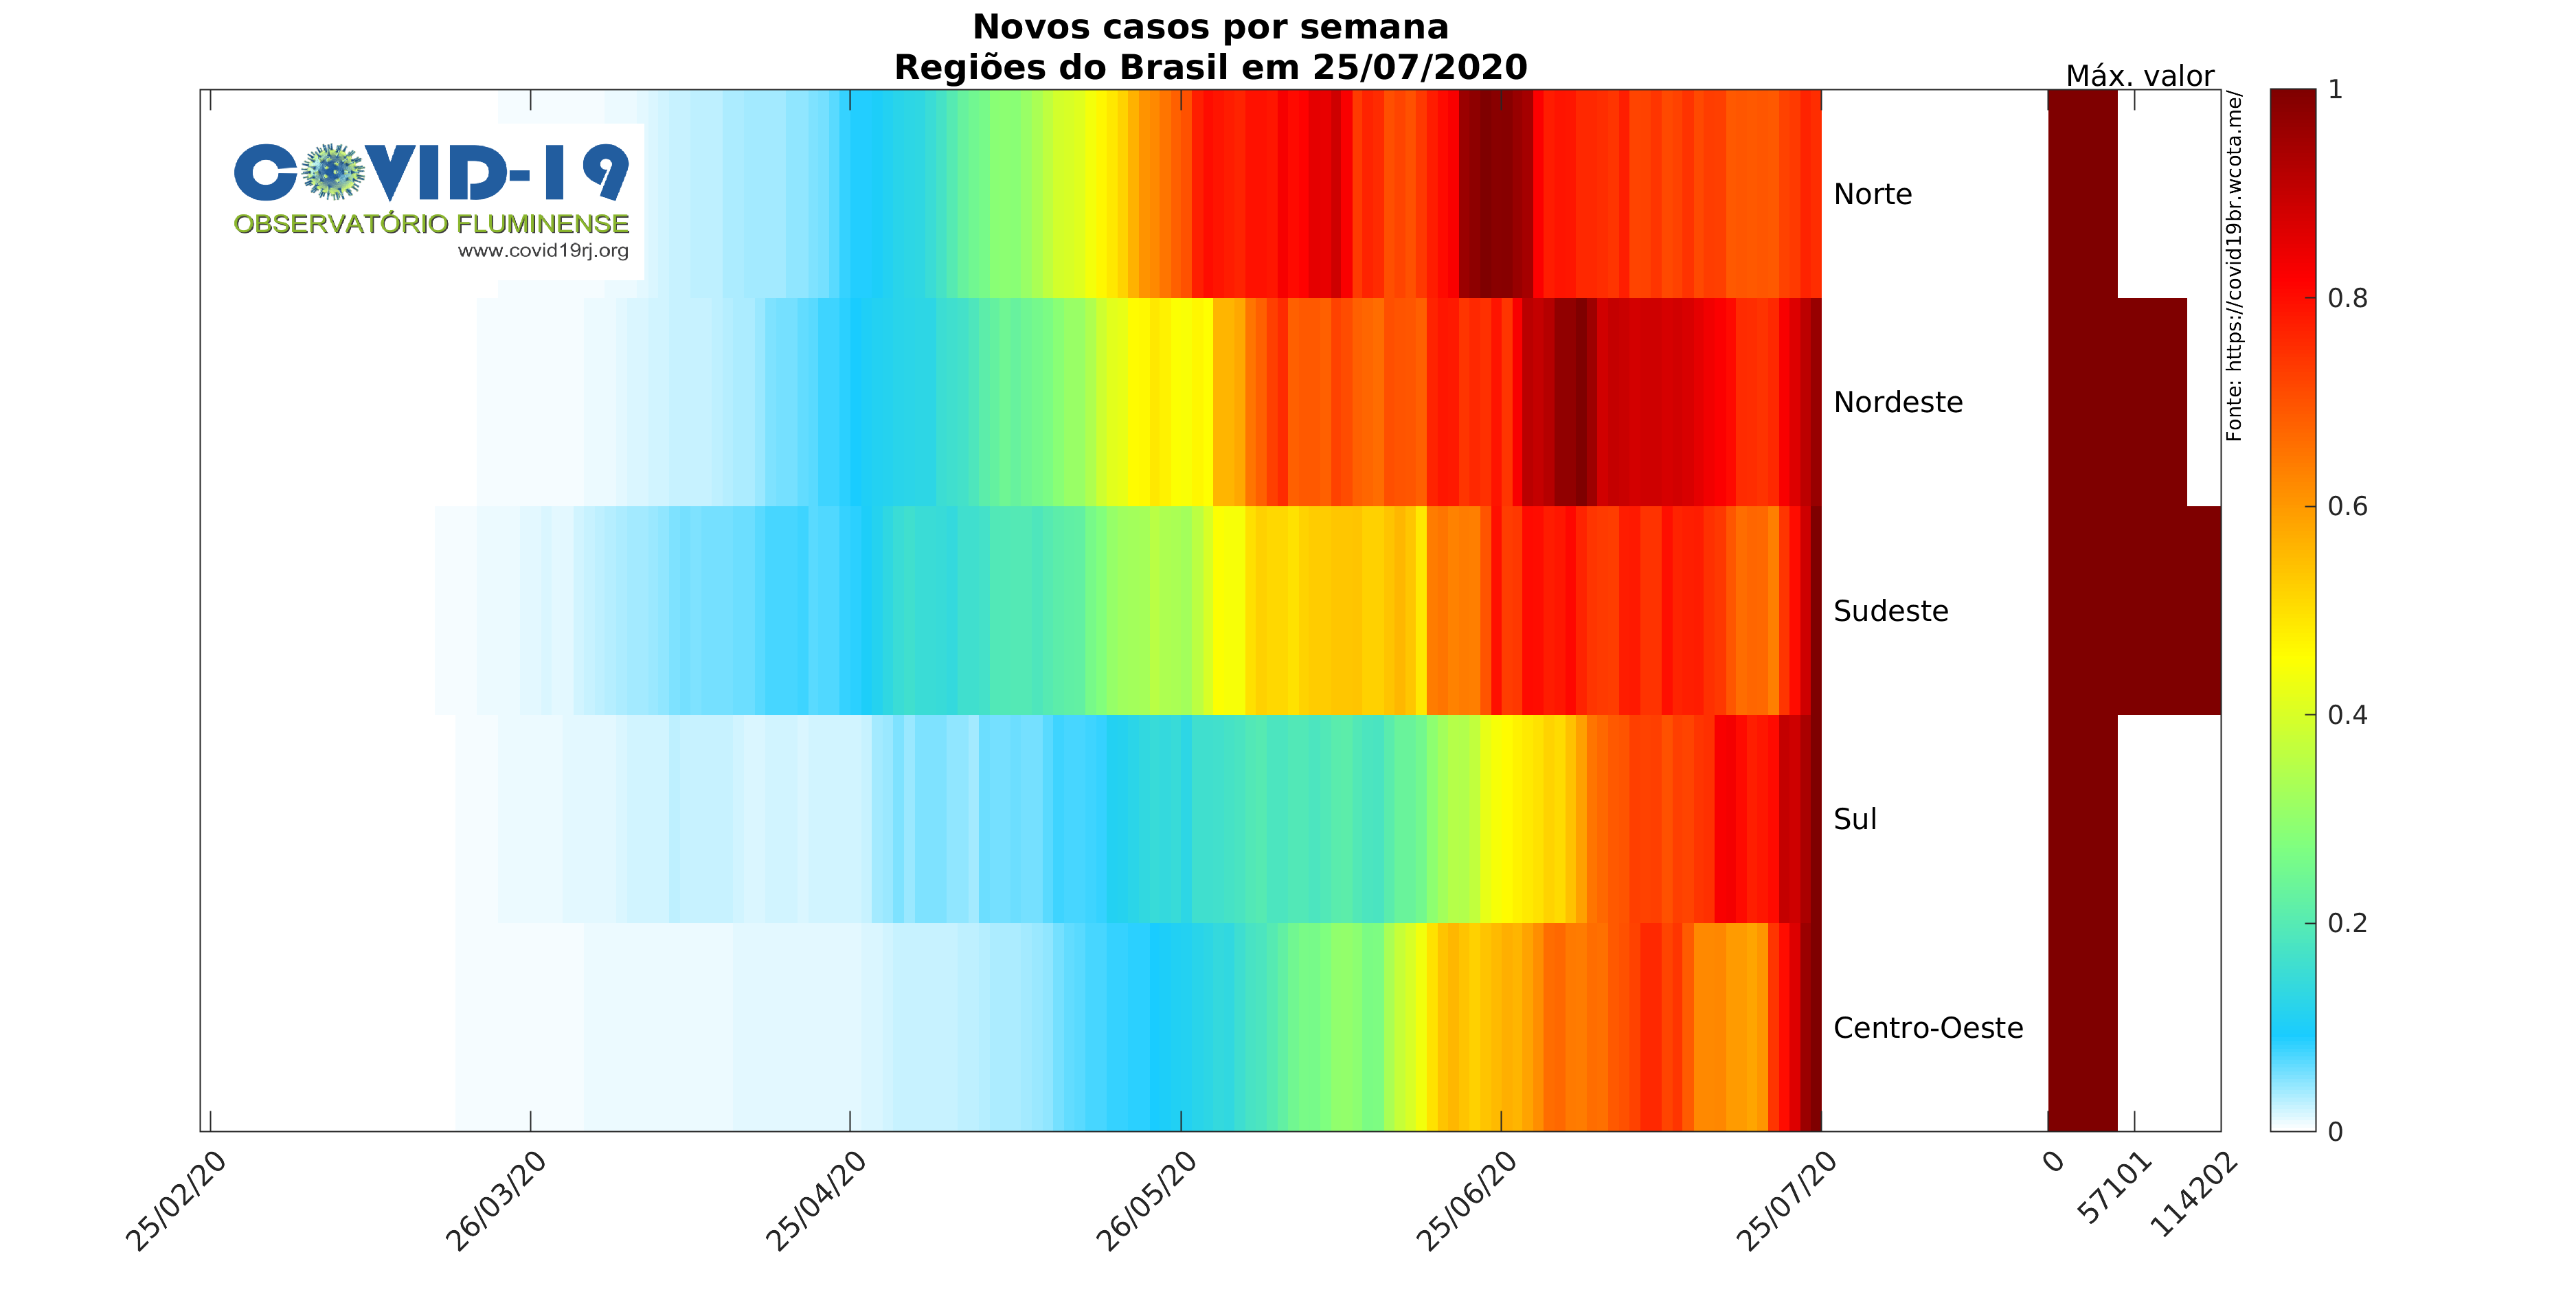 Novos casos por semana
Regiões do Brasil em 25/07/2020
Máx. valor
COVID-19
OBSERVATÓRIO FLUMINENSE
www.covid19rj.org
Norte
Nordeste
Sudeste
Sul
Centro-Oeste
Fonte: https://covid19br.wcota.me/
1
0.8
0.6
0.4
0.2
0
25/02/20
26/03/20
25/04/20
26/05/20
25/06/20
25/07/20
0
57101
114202